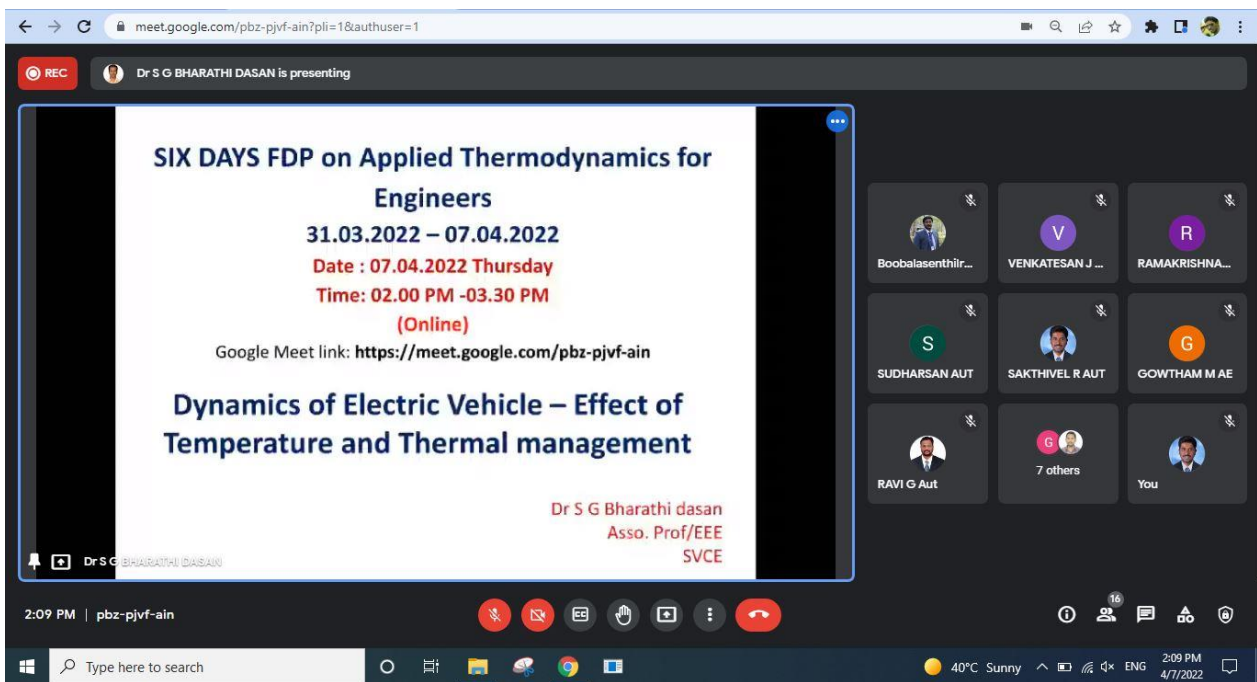 meet.google.com/pbz-pjvf-ain?pli=1&authuser=1
REC
Dr S G BHARATHI DASAN is presenting
SIX DAYS FDP on Applied Thermodynamics for
Engineers
31.03.2022 – 07.04.2022
Date : 07.04.2022 Thursday
Time: 02.00 PM -03.30 PM
(Online)
Google Meet link: https://meet.google.com/pbz-pjvf-ain
Dynamics of Electric Vehicle – Effect of
Temperature and Thermal management
Dr S G Bharathi dasan
Asso. Prof/EEE
SVCE
Dr S G BHARATHI DASAN
Boobalasenthilr...
V
VENKATESAN J ...
R
RAMAKRISHNA...
S
SUDHARSAN AUT
SAKTHIVEL R AUT
G
GOWTHAM M AE
RAVI G Aut
G
7 others
You
2:09 PM | pbz-pjvf-ain
CC
16
Type here to search
40°C Sunny
ENG
2:09 PM
4/7/2022